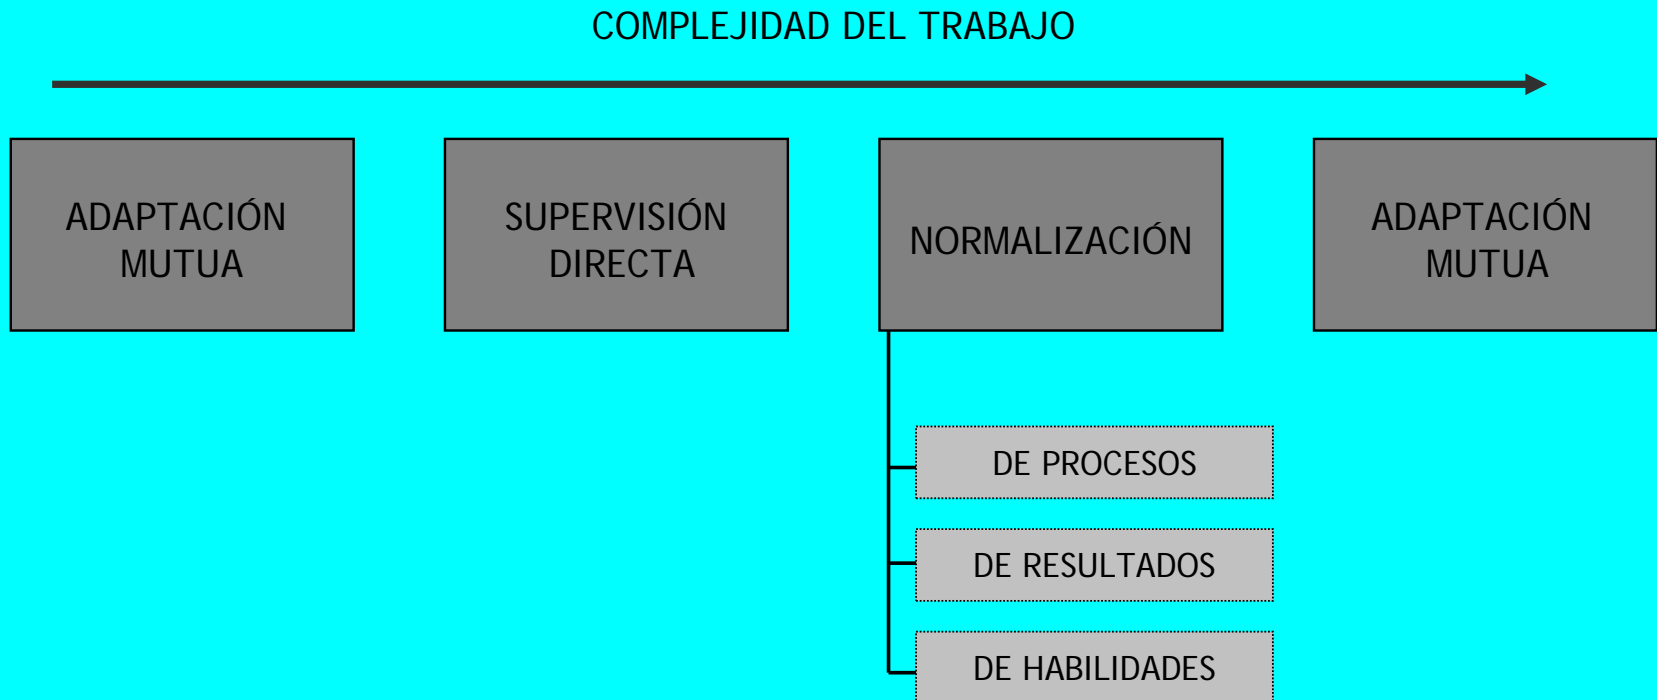 COMPLEJIDAD DEL TRABAJO
ADAPTACIÓN
MUTUA
SUPERVISIÓN
DIRECTA
NORMALIZACIÓN
ADAPTACIÓN
MUTUA
DE PROCESOS
DE RESULTADOS
DE HABILIDADES